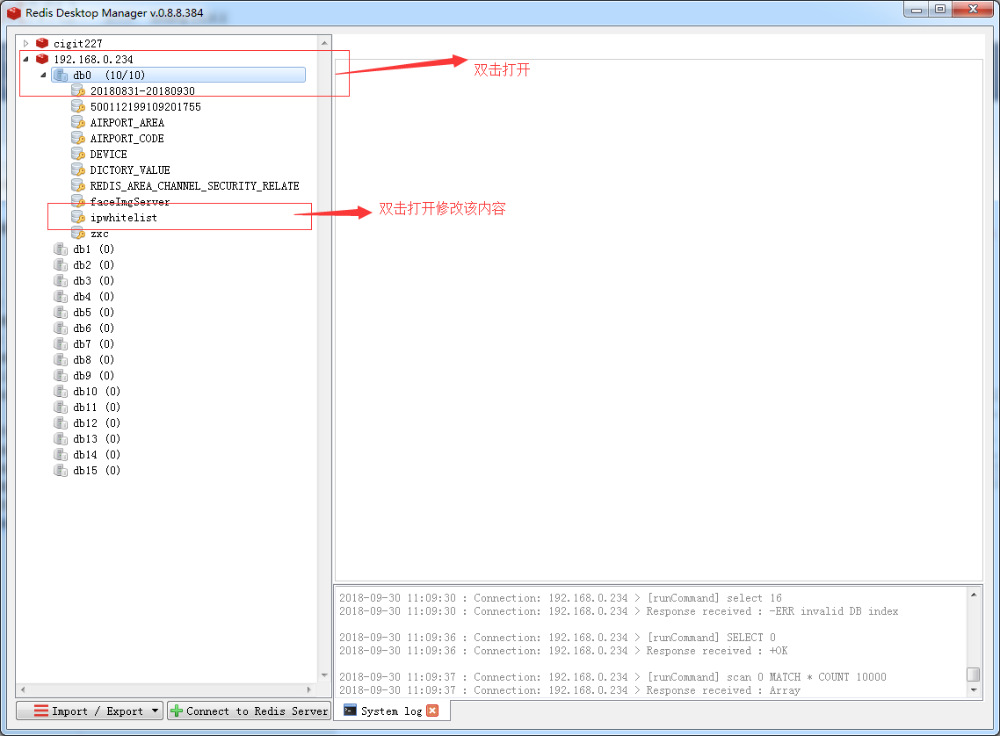 Redis Desktop Manager v.0.8.8.384
cigit227
192.168.0.234
db0 (10/10)
20180831-20180930
500112199109201755
AIRPORT_AREA
AIRPORT_CODE
DEVICE
DICTORY_VALUE
REDIS_AREA_CHANNEL_SECURITY_RELATE
faceImgServer
ipwhitelist
zxc
db1 (0)
db2 (0)
db3 (0)
db4 (0)
db5 (0)
db6 (0)
db7 (0)
db8 (0)
db9 (0)
db10 (0)
db11 (0)
db12 (0)
db13 (0)
db14 (0)
db15 (0)
Import / Export
Connect to Redis Server
双击打开
双击打开修改该内容
2018-09-30 11:09:30 : Connection: 192.168.0.234 > [runCommand] select 16
2018-09-30 11:09:30 : Connection: 192.168.0.234 > Response received : -ERR invalid DB index
2018-09-30 11:09:36 : Connection: 192.168.0.234 > [runCommand] SELECT 0
2018-09-30 11:09:36 : Connection: 192.168.0.234 > Response received : +OK
2018-09-30 11:09:37 : Connection: 192.168.0.234 > [runCommand] scan 0 MATCH * COUNT 10000
2018-09-30 11:09:37 : Connection: 192.168.0.234 > Response received : Array
System log